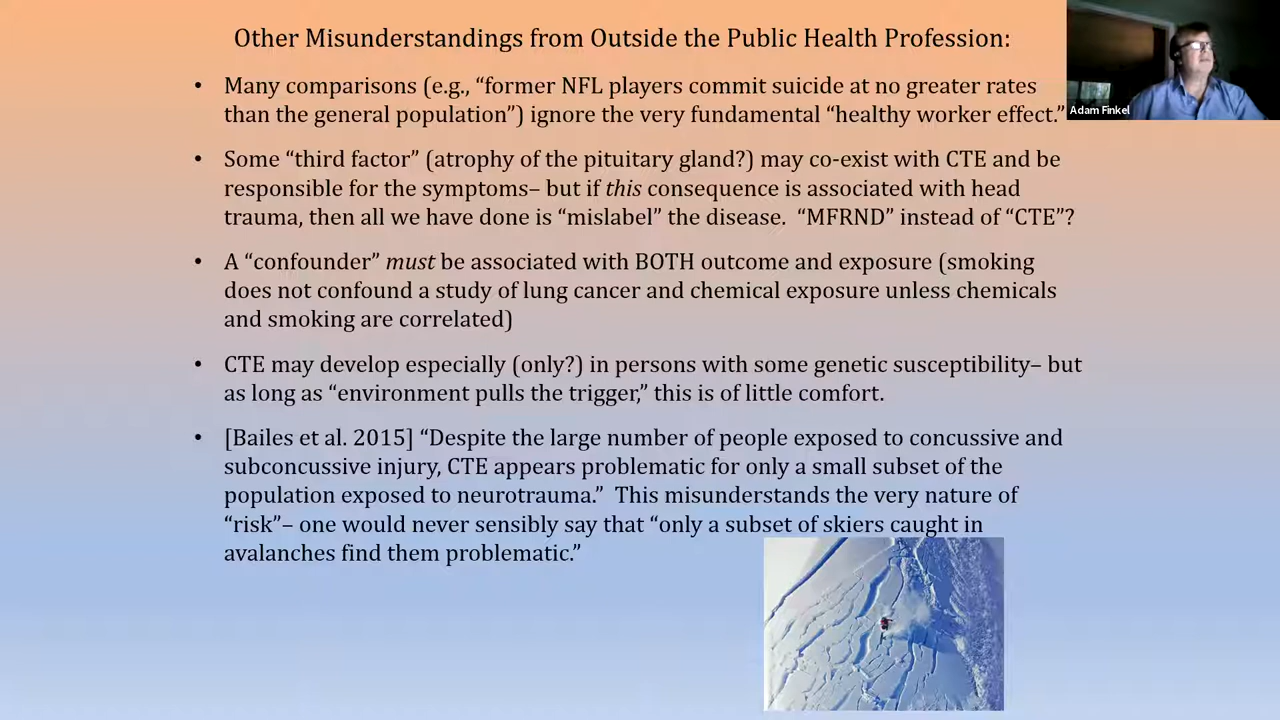 Other Misunderstandings from Outside the Public Health Profession:
• Many comparisons (e.g., “former NFL players commit suicide at no greater rates
than the general population”) ignore the very fundamental “healthy worker effect.”
Adam Finkel
• Some “third factor” (atrophy of the pituitary gland?) may co-exist with CTE and be
responsible for the symptoms– but if this consequence is associated with head
trauma, then all we have done is “mislabel” the disease.  “MFRND” instead of “CTE”?
• A “confounder” must be associated with BOTH outcome and exposure (smoking
does not confound a study of lung cancer and chemical exposure unless chemicals
and smoking are correlated)
• CTE may develop especially (only?) in persons with some genetic susceptibility– but
as long as “environment pulls the trigger,” this is of little comfort.
• [Bailes et al. 2015] “Despite the large number of people exposed to concussive and
subconcussive injury, CTE appears problematic for only a small subset of the
population exposed to neurotrauma.”  This misunderstands the very nature of
“risk”– one would never sensibly say that “only a subset of skiers caught in
avalanches find them problematic.”